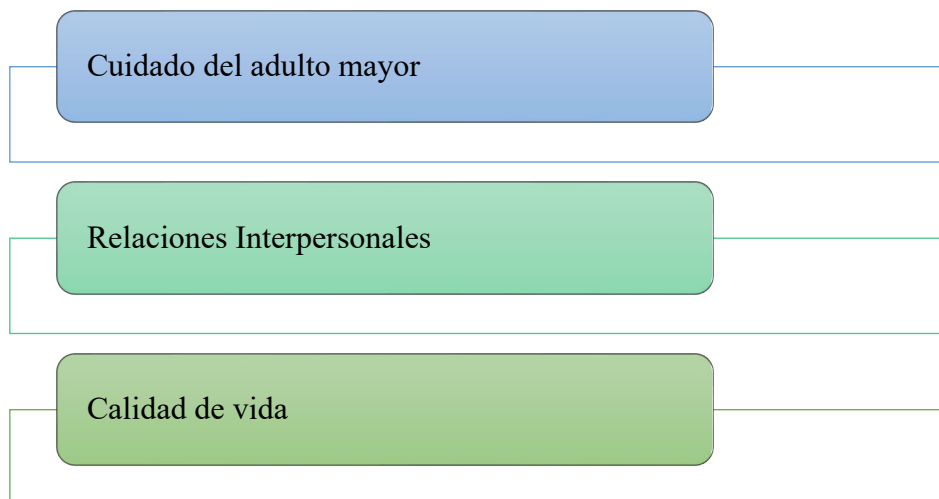 Cuidado del adulto mayor
Relaciones Interpersonales
Calidad de vida